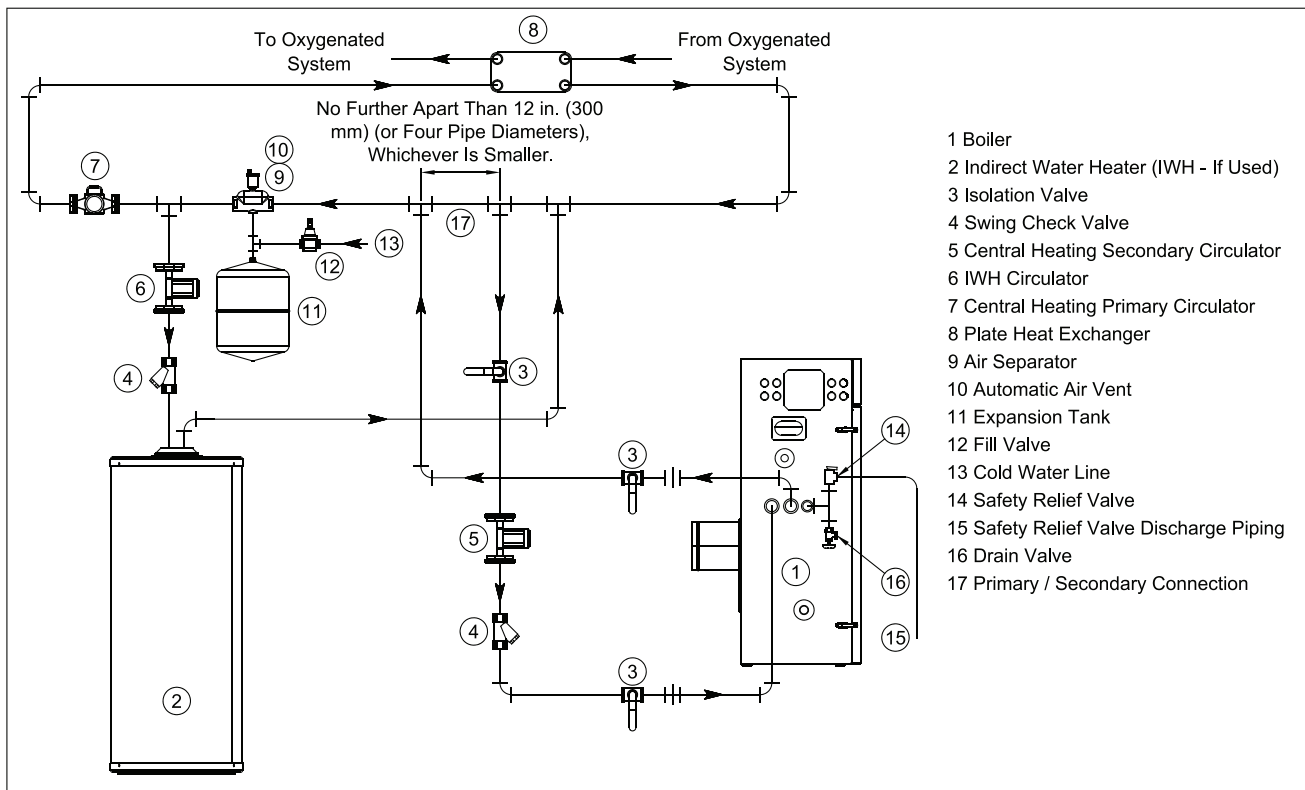 To Oxygenated
System
8
From Oxygenated
System
No Further Apart Than 12 in. (300
mm) (or Four Pipe Diameters),
Whichever Is Smaller.
7
10
9
17
13
12
6
11
4
3
3
14
5
1
16
4
3
15
2
1 Boiler
2 Indirect Water Heater (IWH - If Used)
3 Isolation Valve
4 Swing Check Valve
5 Central Heating Secondary Circulator
6 IWH Circulator
7 Central Heating Primary Circulator
8 Plate Heat Exchanger
9 Air Separator
10 Automatic Air Vent
11 Expansion Tank
12 Fill Valve
13 Cold Water Line
14 Safety Relief Valve
15 Safety Relief Valve Discharge Piping
16 Drain Valve
17 Primary / Secondary Connection